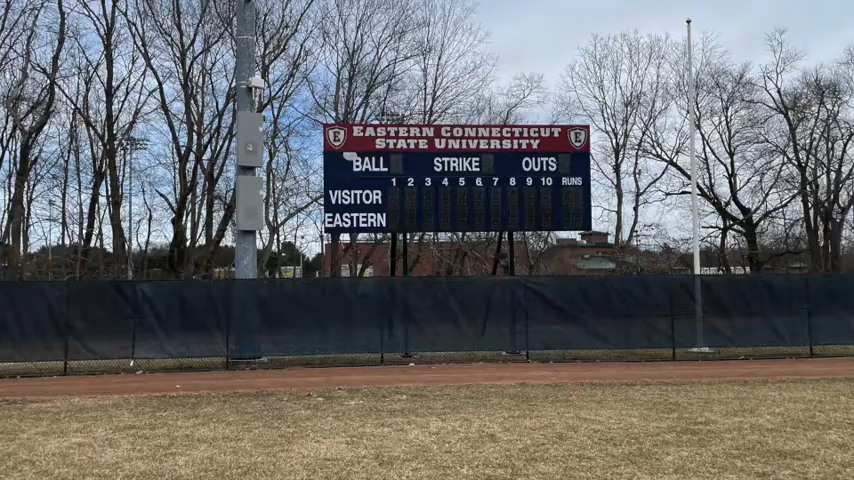 E EASTERN CONNECTICUT E
STATE UNIVERSITY
BALL STRIKE OUTS
1 2 3 4 5 6 7 8 9 10 RUNS
VISITOR
EASTERN